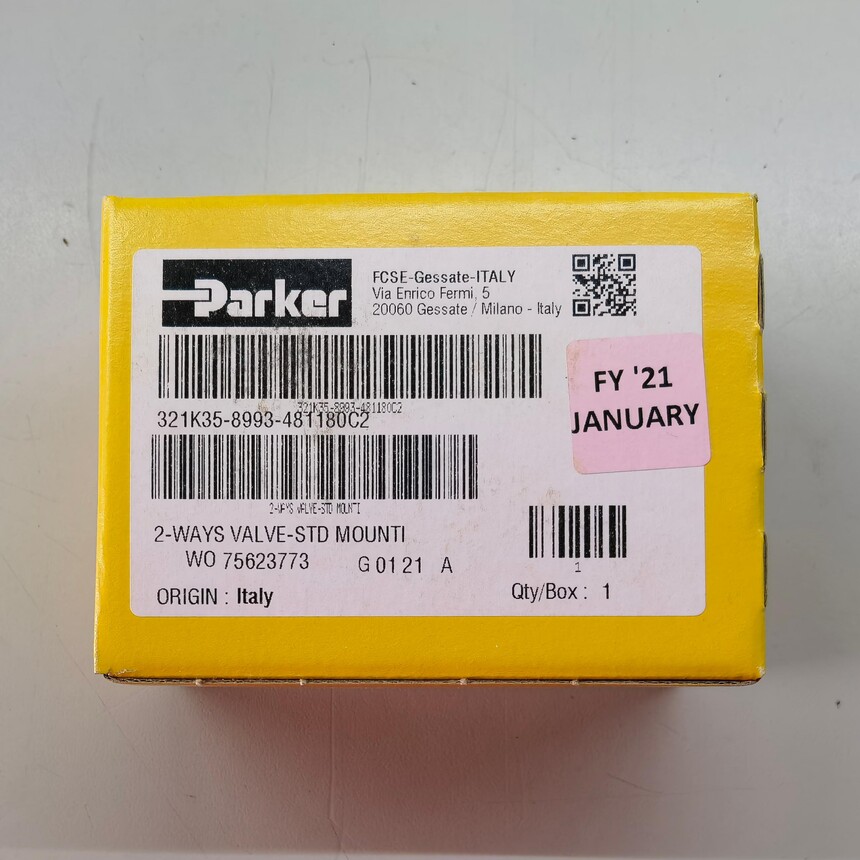 Parker
FCSE-Gessate-ITALY
Via Enrico Fermi, 5
20060 Gessate / Milano - Italy
FY '21
JANUARY
321K35-8993-481180C2
321K35-8993-481180C2
2-WAYS VALVE-STD MOUNTI
2-WAYS VALVE-STD MOUNTI
WO 75623773 G 01 21 A
1
ORIGIN : Italy
Qty/Box : 1